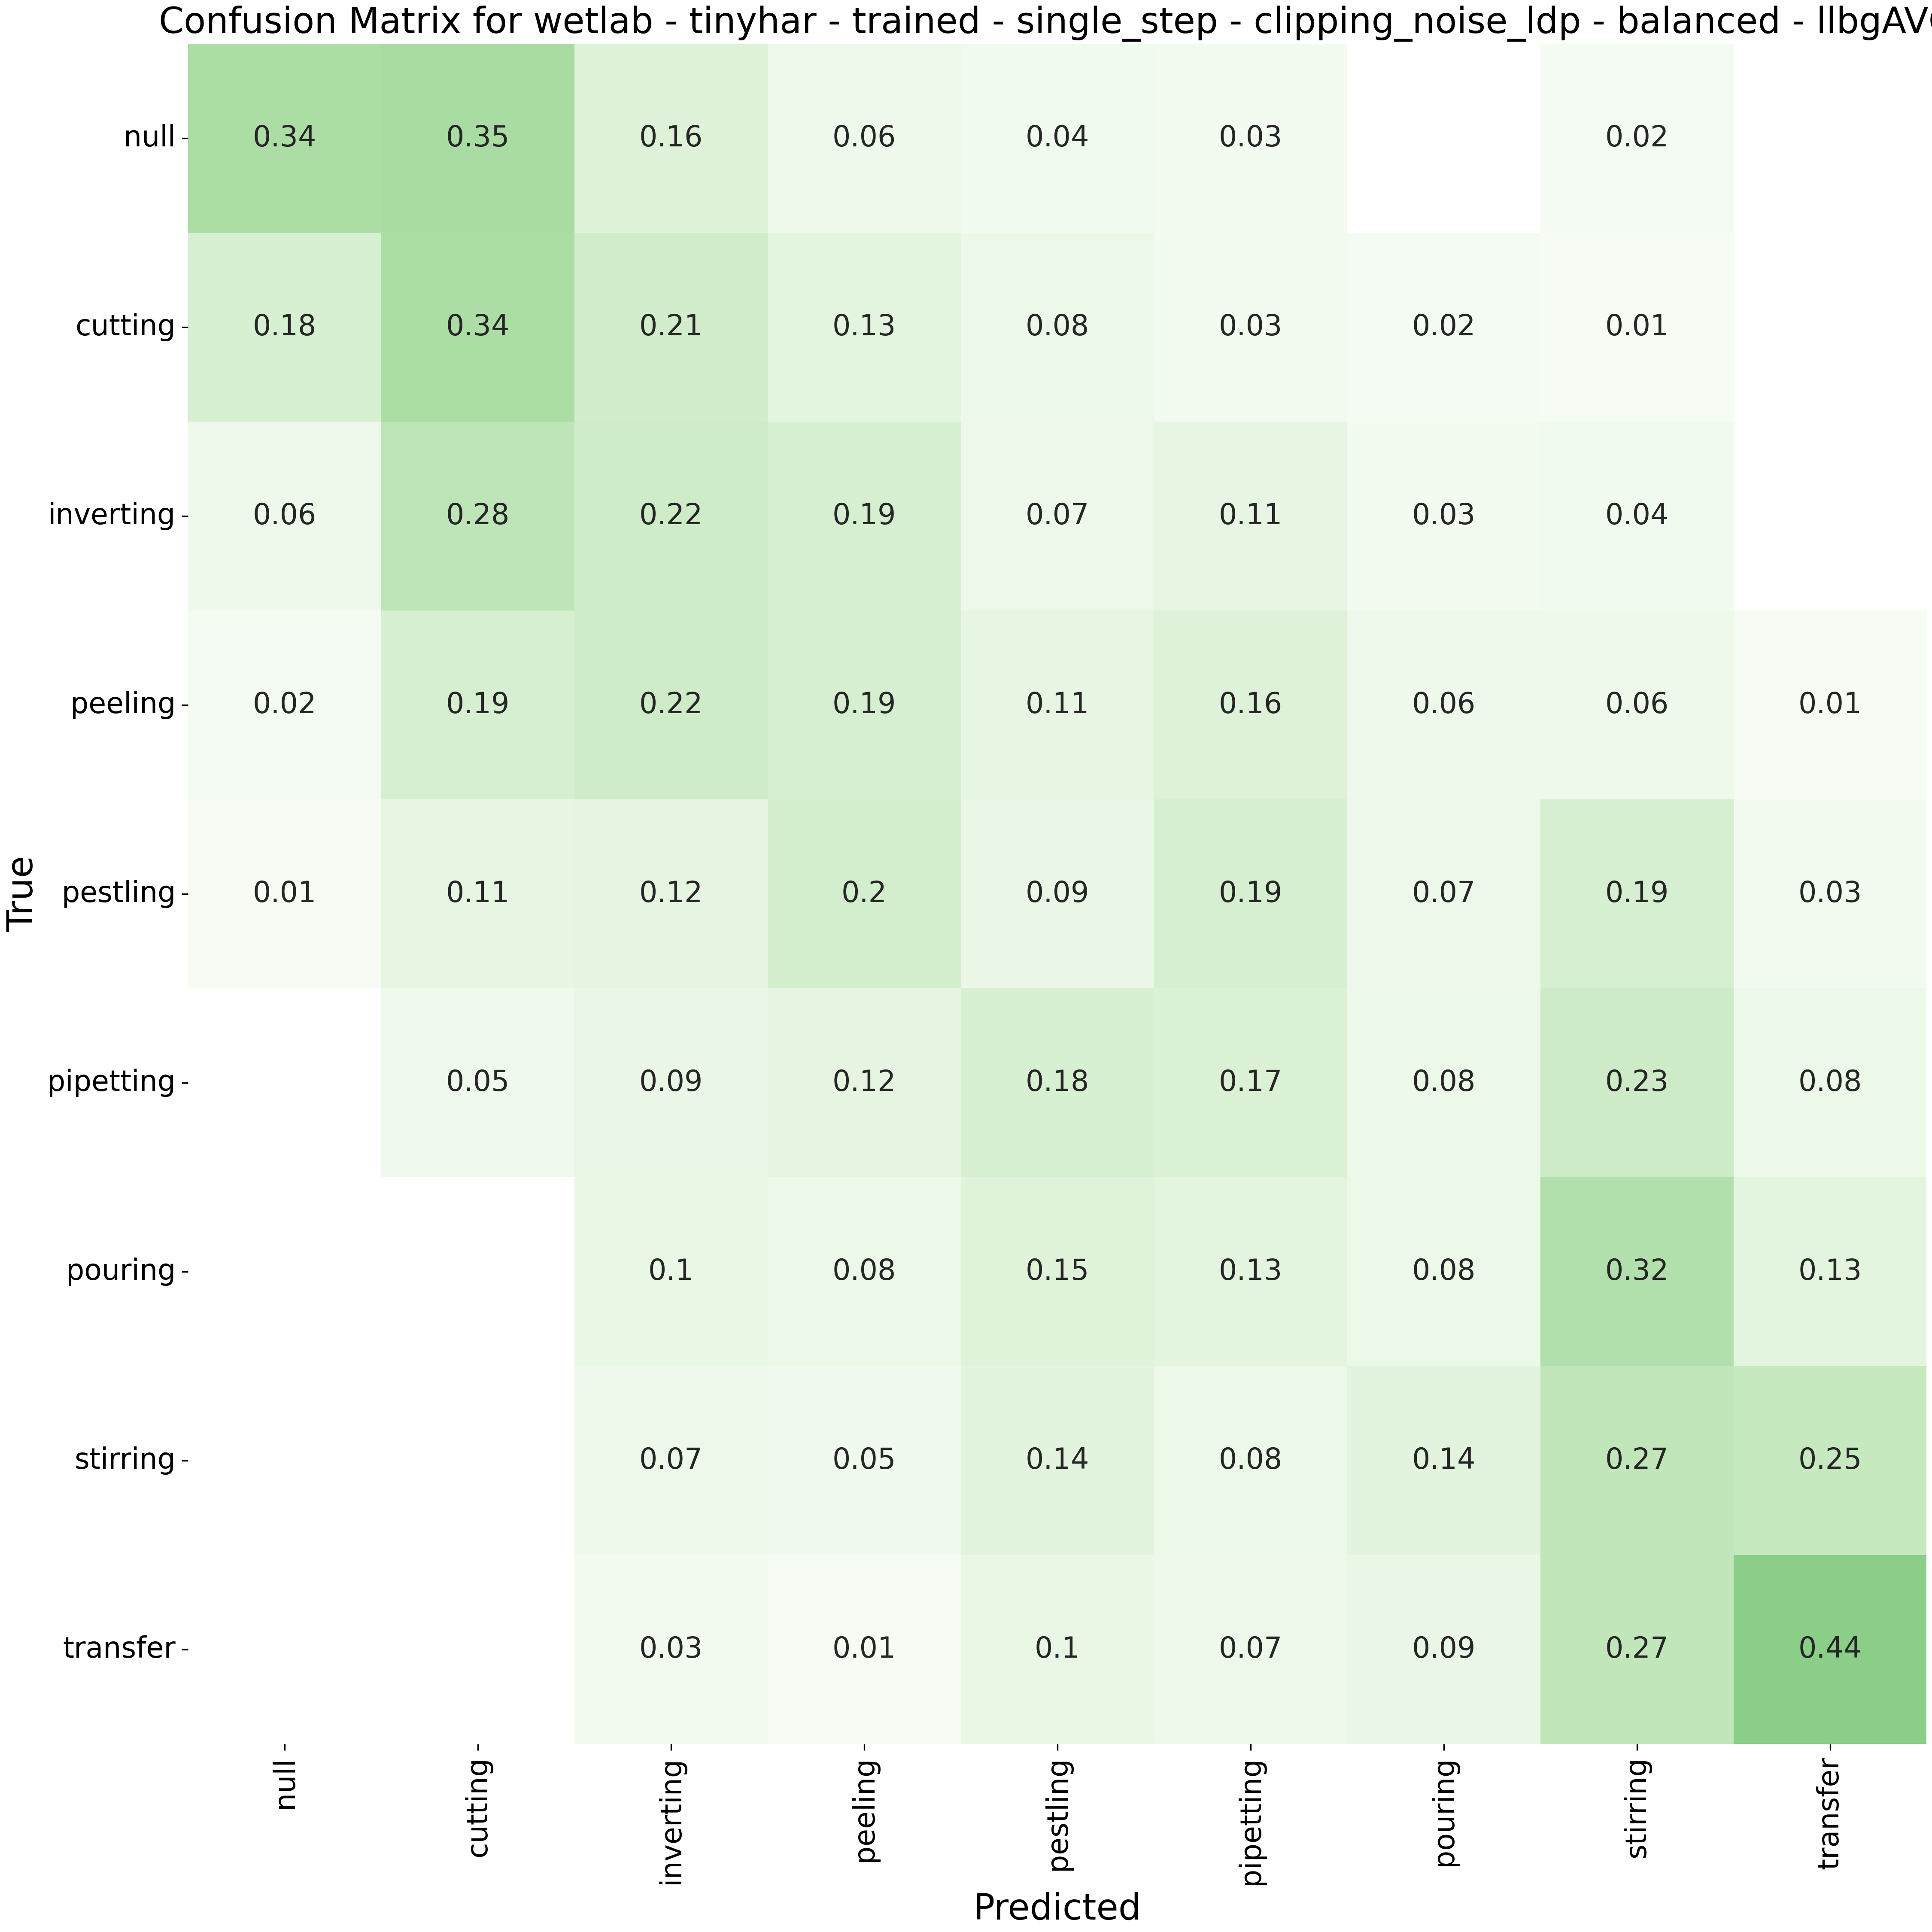 Confusion Matrix for wetlab - tinyhar - trained - single_step - clipping_noise_ldp - balanced - llbgAV
null 0.34 0.35 0.16 0.06 0.04 0.03 0.02
cutting 0.18 0.34 0.21 0.13 0.08 0.03 0.02 0.01
inverting 0.06 0.28 0.22 0.19 0.07 0.11 0.03 0.04
peeling 0.02 0.19 0.22 0.19 0.11 0.16 0.06 0.06 0.01
pestling 0.01 0.11 0.12 0.2 0.09 0.19 0.07 0.19 0.03
pipetting 0.05 0.09 0.12 0.18 0.17 0.08 0.23 0.08
pouring 0.1 0.08 0.15 0.13 0.08 0.32 0.13
stirring 0.07 0.05 0.14 0.08 0.14 0.27 0.25
transfer 0.03 0.01 0.1 0.07 0.09 0.27 0.44
True
null cutting inverting peeling pestling pipetting pouring stirring transfer
Predicted